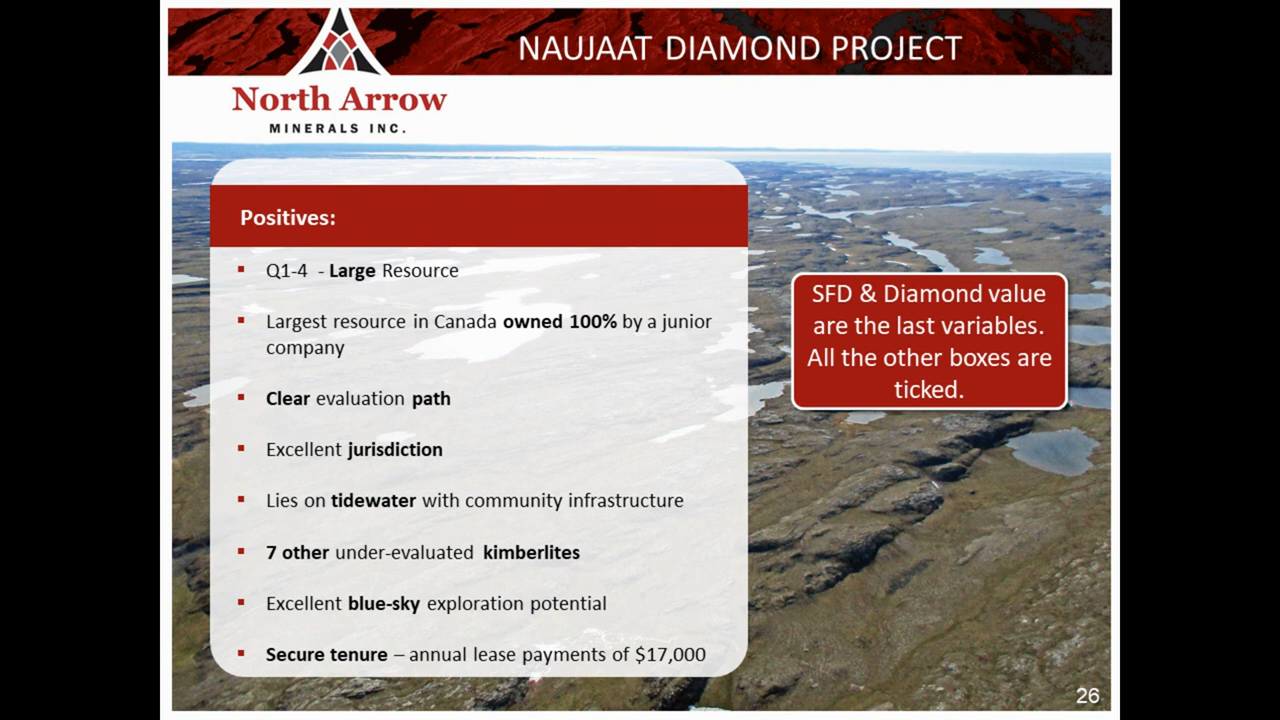 NAUJAAT DIAMOND PROJECT
North Arrow
MINERALS INC.
Positives:
▪ Q1-4 - Large Resource
▪ Largest resource in Canada owned 100% by a junior
company
▪ Clear evaluation path
▪ Excellent jurisdiction
▪ Lies on tidewater with community infrastructure
▪ 7 other under-evaluated kimberlites
▪ Excellent blue-sky exploration potential
▪ Secure tenure – annual lease payments of $17,000
SFD & Diamond value
are the last variables.
All the other boxes are
ticked.
26